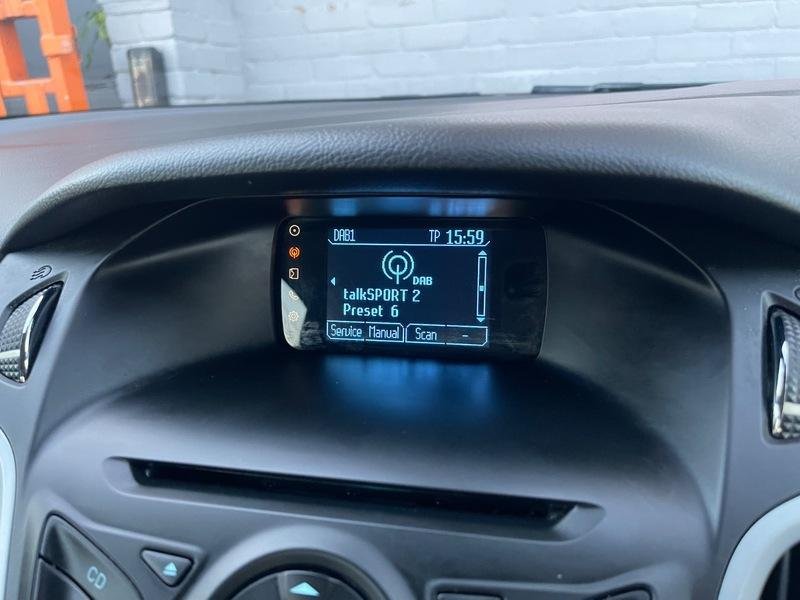 DAB1 TP 15:59
DAB
talkSPORT 2
Preset 6
Service Manual Scan -
CD